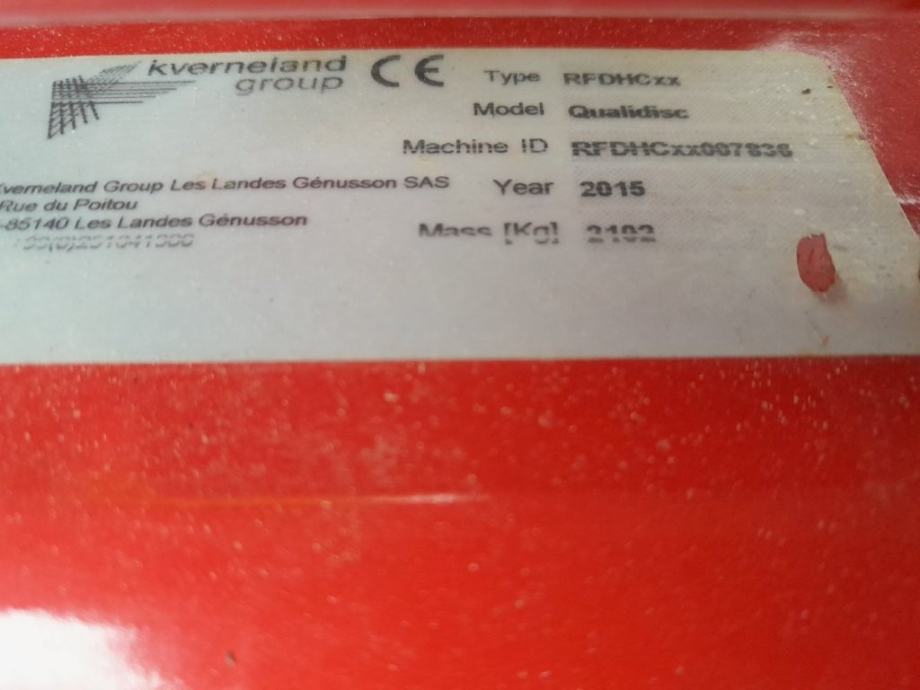 kverneland
group
CE
Type RFDHCxx
Model Qualidisc
Machine ID RFDHCxx007836
Kverneland Group Les Landes Génusson SAS
Rue du Poitou
-85140 Les Landes Génusson
Year 2015
Mass [Kg] 2102